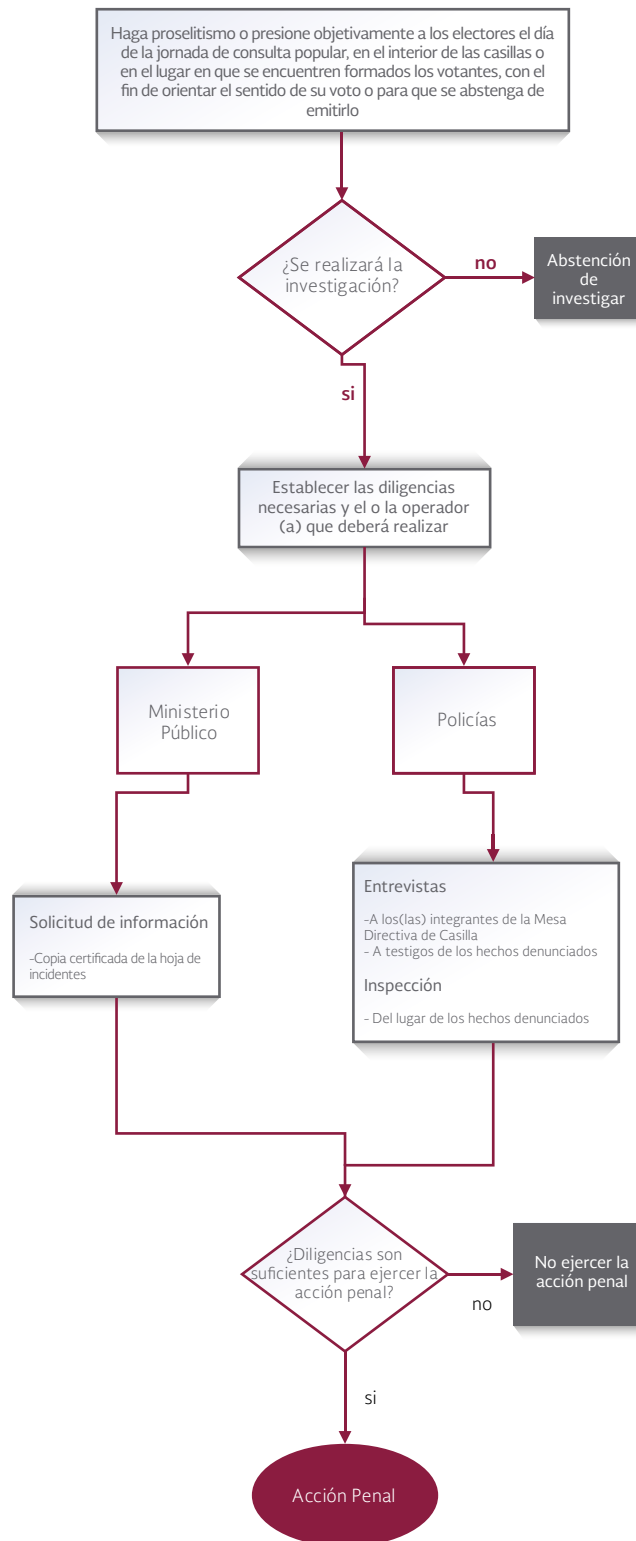 Haga proselitismo o presione objetivamente a los electores el día
de la jornada de consulta popular, en el interior de las casillas o
en el lugar en que se encuentren formados los votantes, con el
fin de orientar el sentido de su voto o para que se abstenga de
emitirlo
¿Se realizará la
investigación?
no
Abstención
de
investigar
si
Establecer las diligencias
necesarias y el o la operador
(a) que deberá realizar
Ministerio
Público
Policías
Solicitud de información
-Copia certificada de la hoja de
incidentes
Entrevistas
-A los(las) integrantes de la Mesa
Directiva de Casilla
- A testigos de los hechos denunciados
Inspección
- Del lugar de los hechos denunciados
¿Diligencias son
suficientes para ejercer la
acción penal?
no
No ejercer la
acción penal
si
Acción Penal